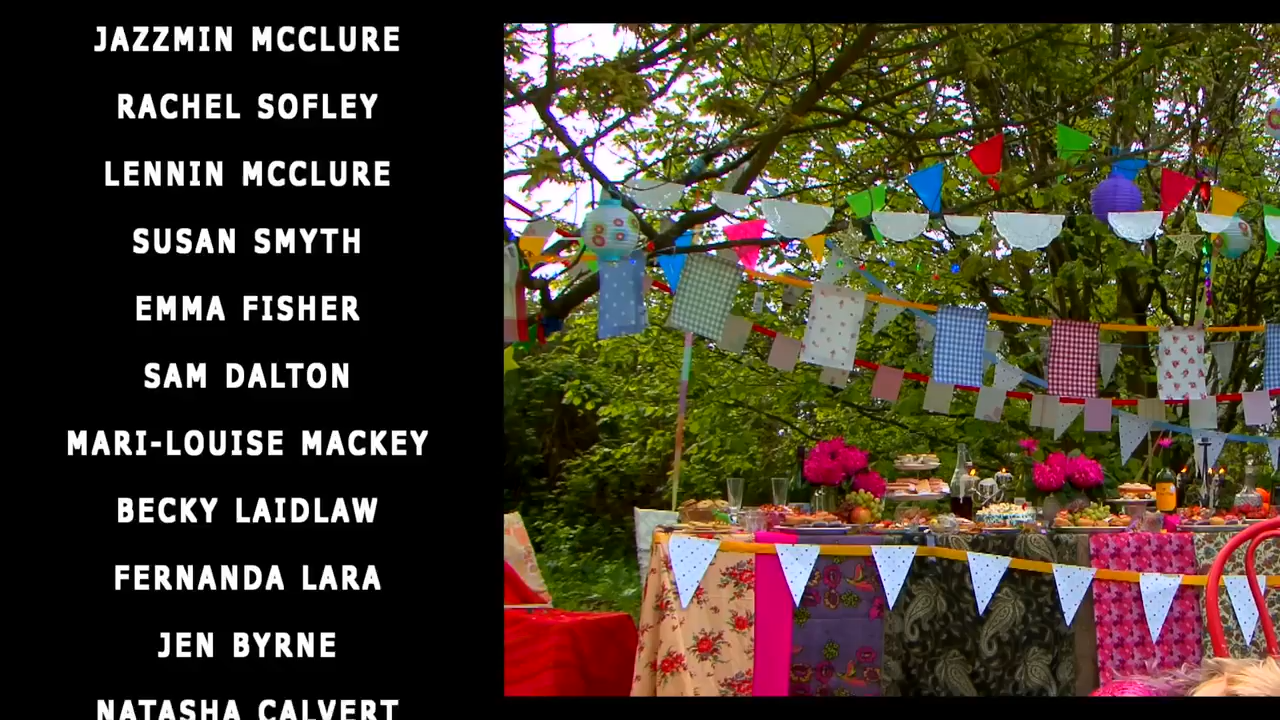 JAZZMIN MCCLURE
RACHEL SOFLEY
LENNIN MCCLURE
SUSAN SMYTH
EMMA FISHER
SAM DALTON
MARI-LOUISE MACKEY
BECKY LAIDLAW
FERNANDA LARA
JEN BYRNE
NATASHA CALVERT